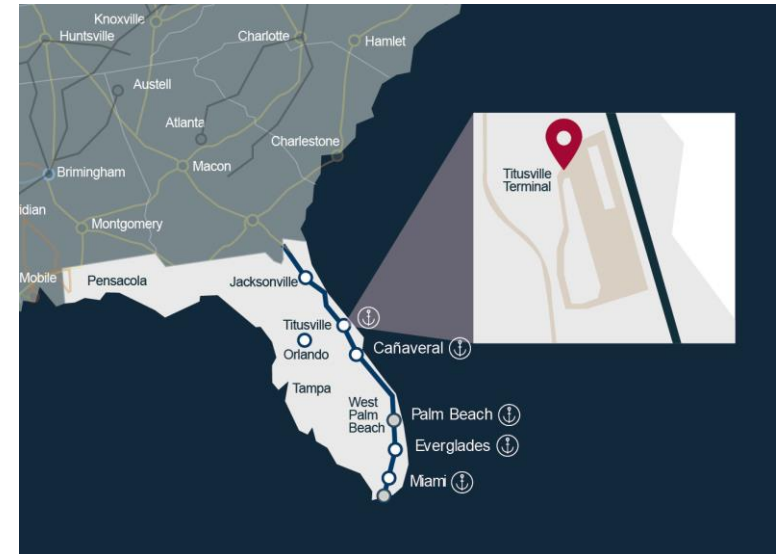 Knoxville
Huntsville
Charlotte
Hamlet
Austell
Atlanta
Charlestone
Macon
Brimingham
idian
Montgomery
Mobile
Pensacola
Jacksonville
Titusville
Orlando
Cañaveral
Tampa
West
Palm
Beach
Palm Beach
Everglades
Miami
Titusville
Terminal